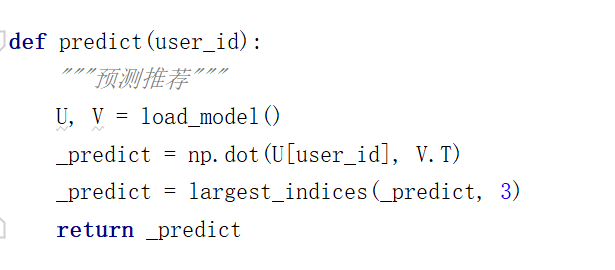 def predict(user_id):
    """预测推荐"""
    U, V = load_model()
    _predict = np.dot(U[user_id], V.T)
    _predict = largest_indices(_predict, 3)
    return _predict